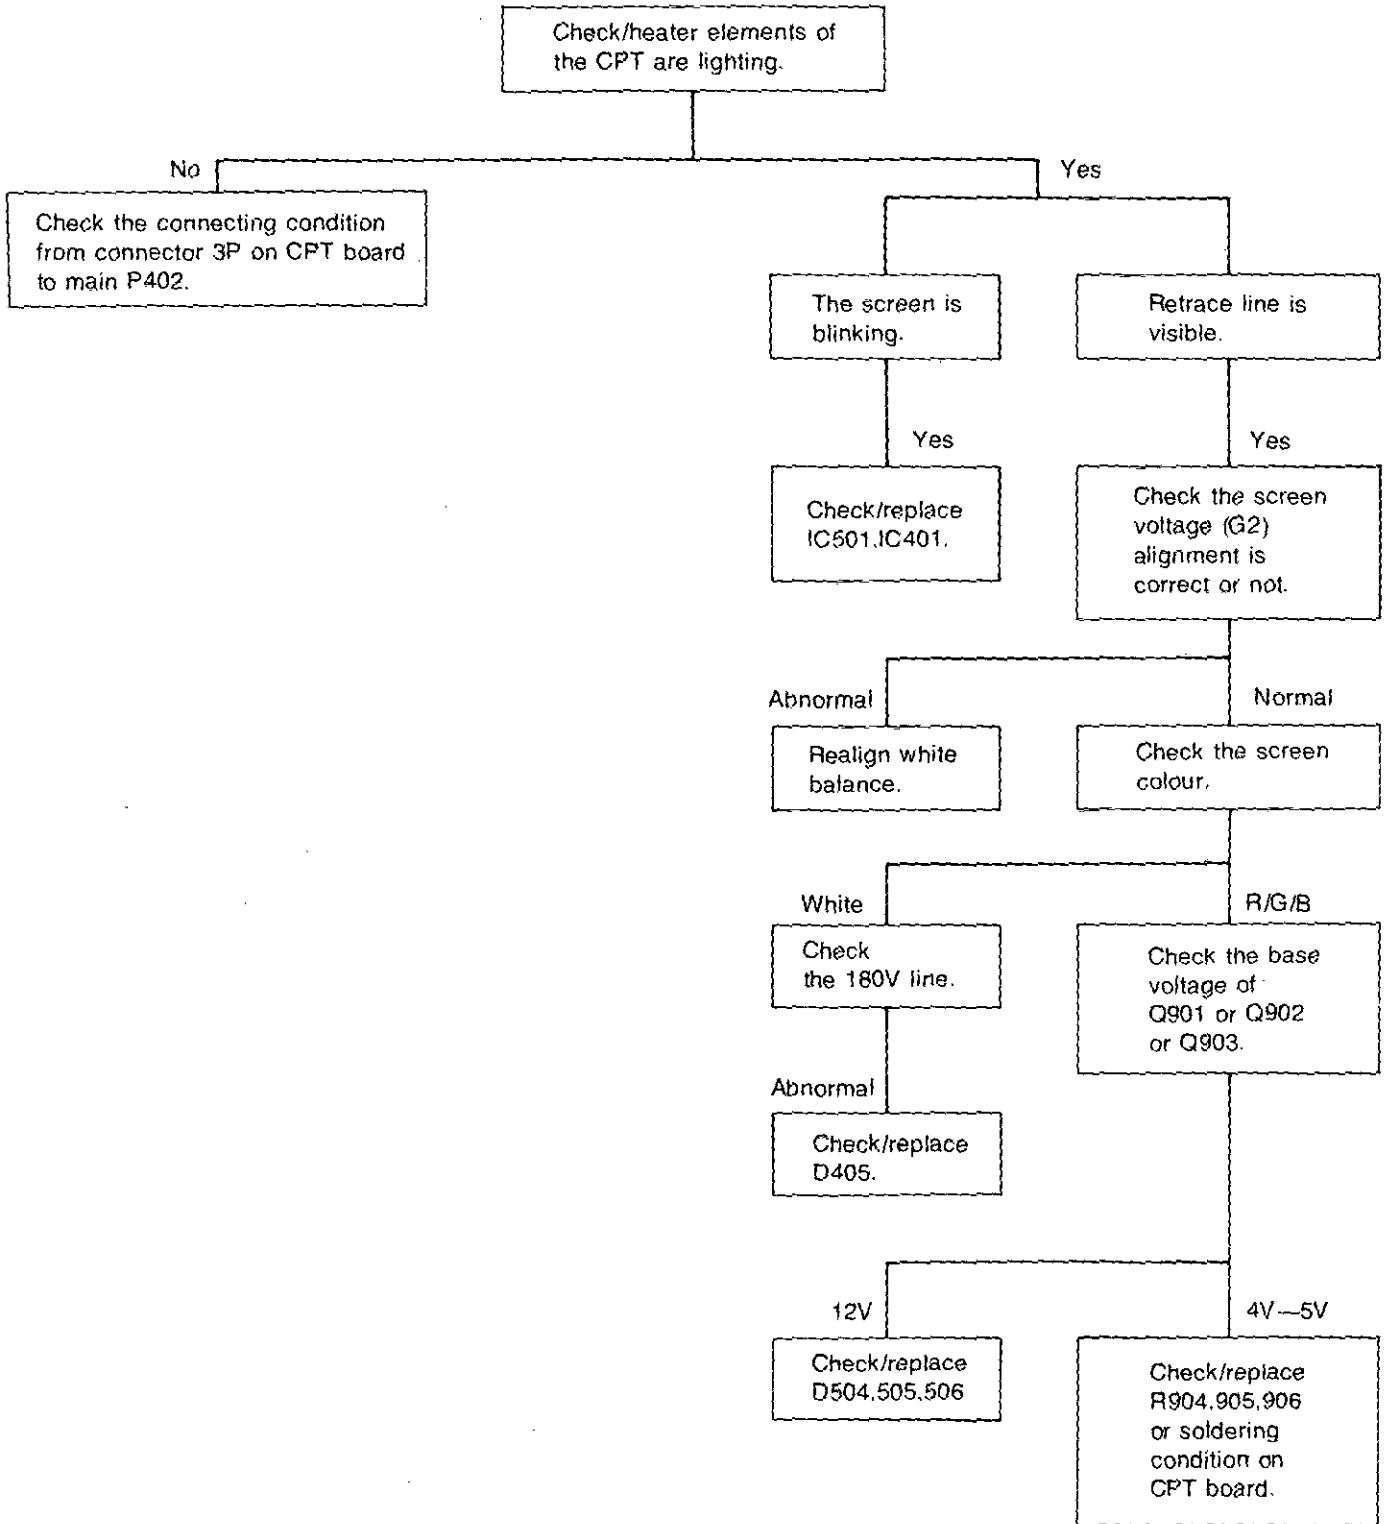 Check/heater elements of
the CPT are lighting.
No
Yes
Check the connecting condition
from connector 3P on CPT board
to main P402.
The screen is
blinking.
Retrace line is
visible.
Yes
Yes
Check/replace
IC501,IC401.
Check the screen
voltage (G2)
alignment is
correct or not.
Abnormal
Normal
Realign white
balance.
Check the screen
colour.
White
R/G/B
Check
the 180V line.
Check the base
voltage of
Q901 or Q902
or Q903.
Abnormal
Check/replace
D405.
12V
4V—5V
Check/replace
D504,505,506
Check/replace
R904,905,906
or soldering
condition on
CPT board.